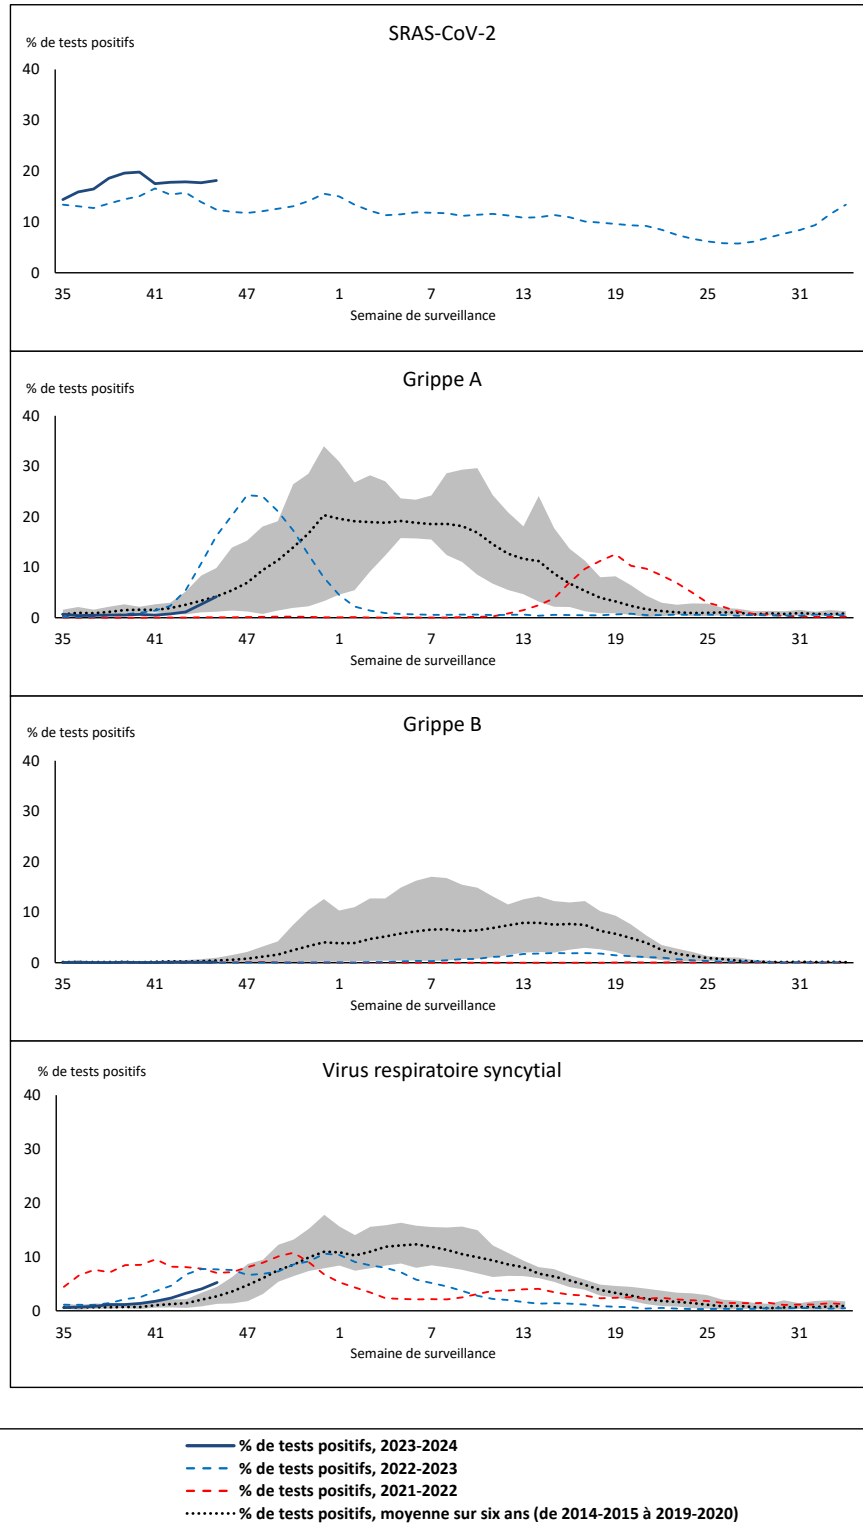 SRAS-CoV-2
% de tests positifs
40
30
20
10
0
35 41 47 1 7 13 19 25 31
Semaine de surveillance
Grippe A
% de tests positifs
40
30
20
10
0
35 41 47 1 7 13 19 25 31
Semaine de surveillance
Grippe B
% de tests positifs
40
30
20
10
0
35 41 47 1 7 13 19 25 31
Semaine de surveillance
Virus respiratoire syncytial
% de tests positifs
40
30
20
10
0
35 41 47 1 7 13 19 25 31
Semaine de surveillance
% de tests positifs, 2023-2024
% de tests positifs, 2022-2023
% de tests positifs, 2021-2022
% de tests positifs, moyenne sur six ans (de 2014-2015 à 2019-2020)